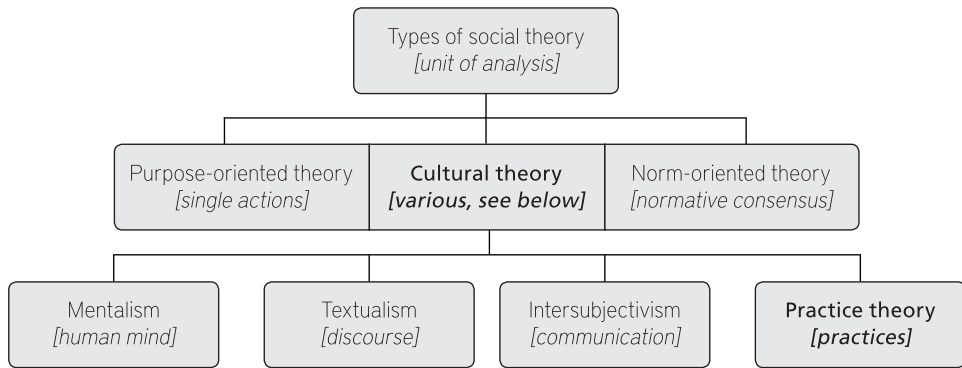 Types of social theory
[unit of analysis]
Purpose-oriented theory
[single actions]
Cultural theory
[various, see below]
Norm-oriented theory
[normative consensus]
Mentalism
[human mind]
Textualism
[discourse]
Intersubjectivism
[communication]
Practice theory
[practices]